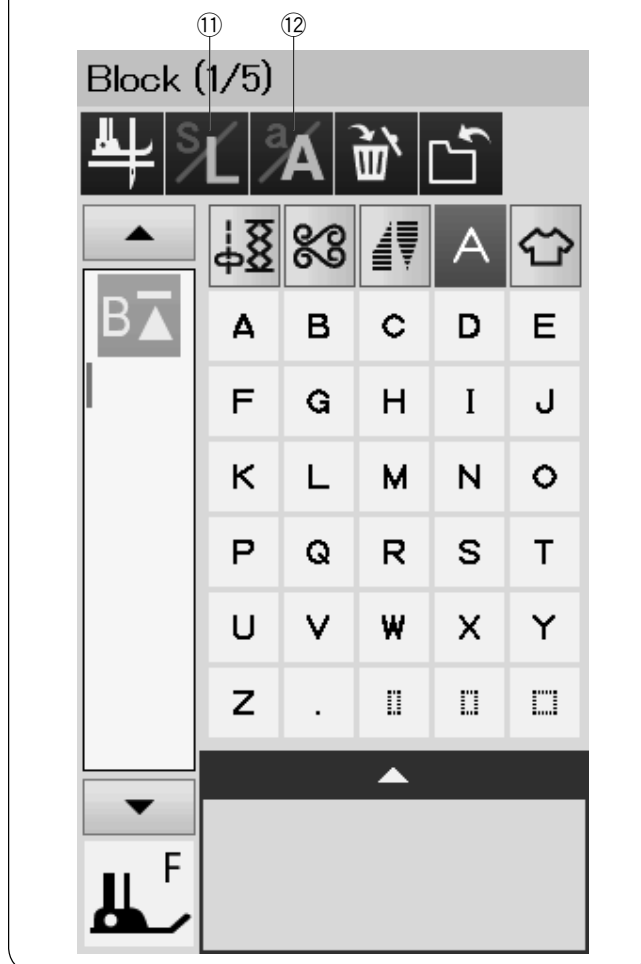 ⑪ ⑫
Block (1/5)
S/L a/A
A
B
A B C D E
F G H I J
K L M N O
P Q R S T
U V W X Y
Z .
F